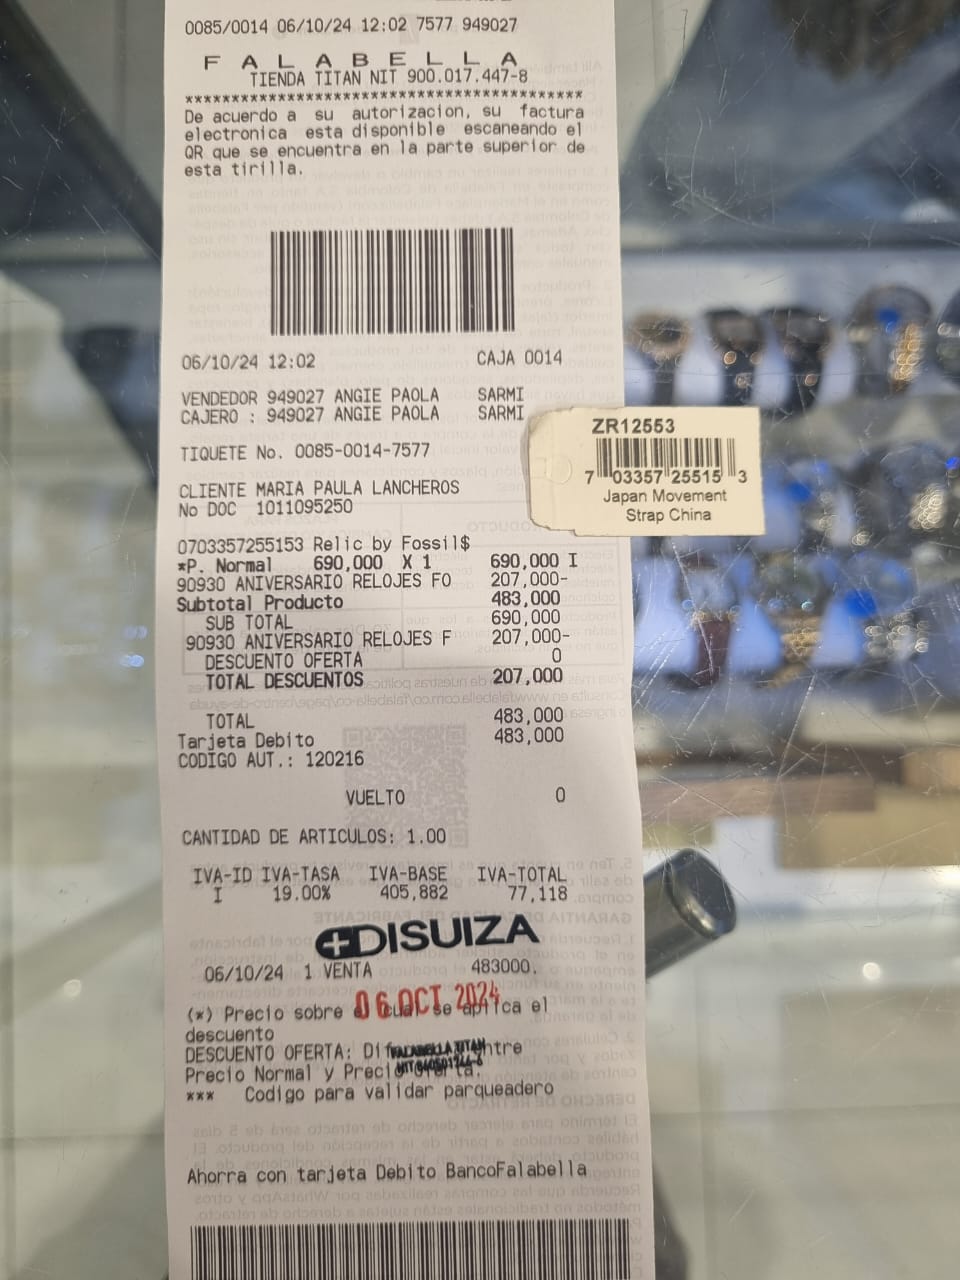 0085/0014 06/10/24 12:02 7577 949027
F A L A B E L L A
TIENDA TITAN NIT 900.017.447-8
*******************************************
De acuerdo a su autorizacion, su factura
electronica esta disponible escaneando el
QR que se encuentra en la parte superior de
esta tirilla.
06/10/24 12:02 CAJA 0014
VENDEDOR 949027 ANGIE PAOLA SARMI
CAJERO : 949027 ANGIE PAOLA SARMI
TIQUETE No. 0085-0014-7577
CLIENTE MARIA PAULA LANCHEROS
No DOC 1011095250
ZR12553
7 03357 25515 3
Japan Movement
Strap China
0703357255153 Relic by Fossil$
*P. Normal 690,000 X 1 690,000 I
90930 ANIVERSARIO RELOJES FO 207,000-
Subtotal Producto 483,000
SUB TOTAL 690,000
90930 ANIVERSARIO RELOJES F 207,000-
DESCUENTO OFERTA 0
TOTAL DESCUENTOS 207,000
TOTAL 483,000
Tarjeta Debito 483,000
CODIGO AUT.: 120216
VUELTO 0
CANTIDAD DE ARTICULOS: 1.00
IVA-ID IVA-TASA IVA-BASE IVA-TOTAL
I 19.00% 405,882 77,118
DISUIZA
06/10/24 1 VENTA 483000.
06 OCT 2024
(*) Precio sobre el cual se aplica el
descuento
DESCUENTO OFERTA: Dif entre
FALABELLA TITAN
Precio Normal y Precio Oferta.
*** Codigo para validar parqueadero
Ahorra con tarjeta Debito BancoFalabella